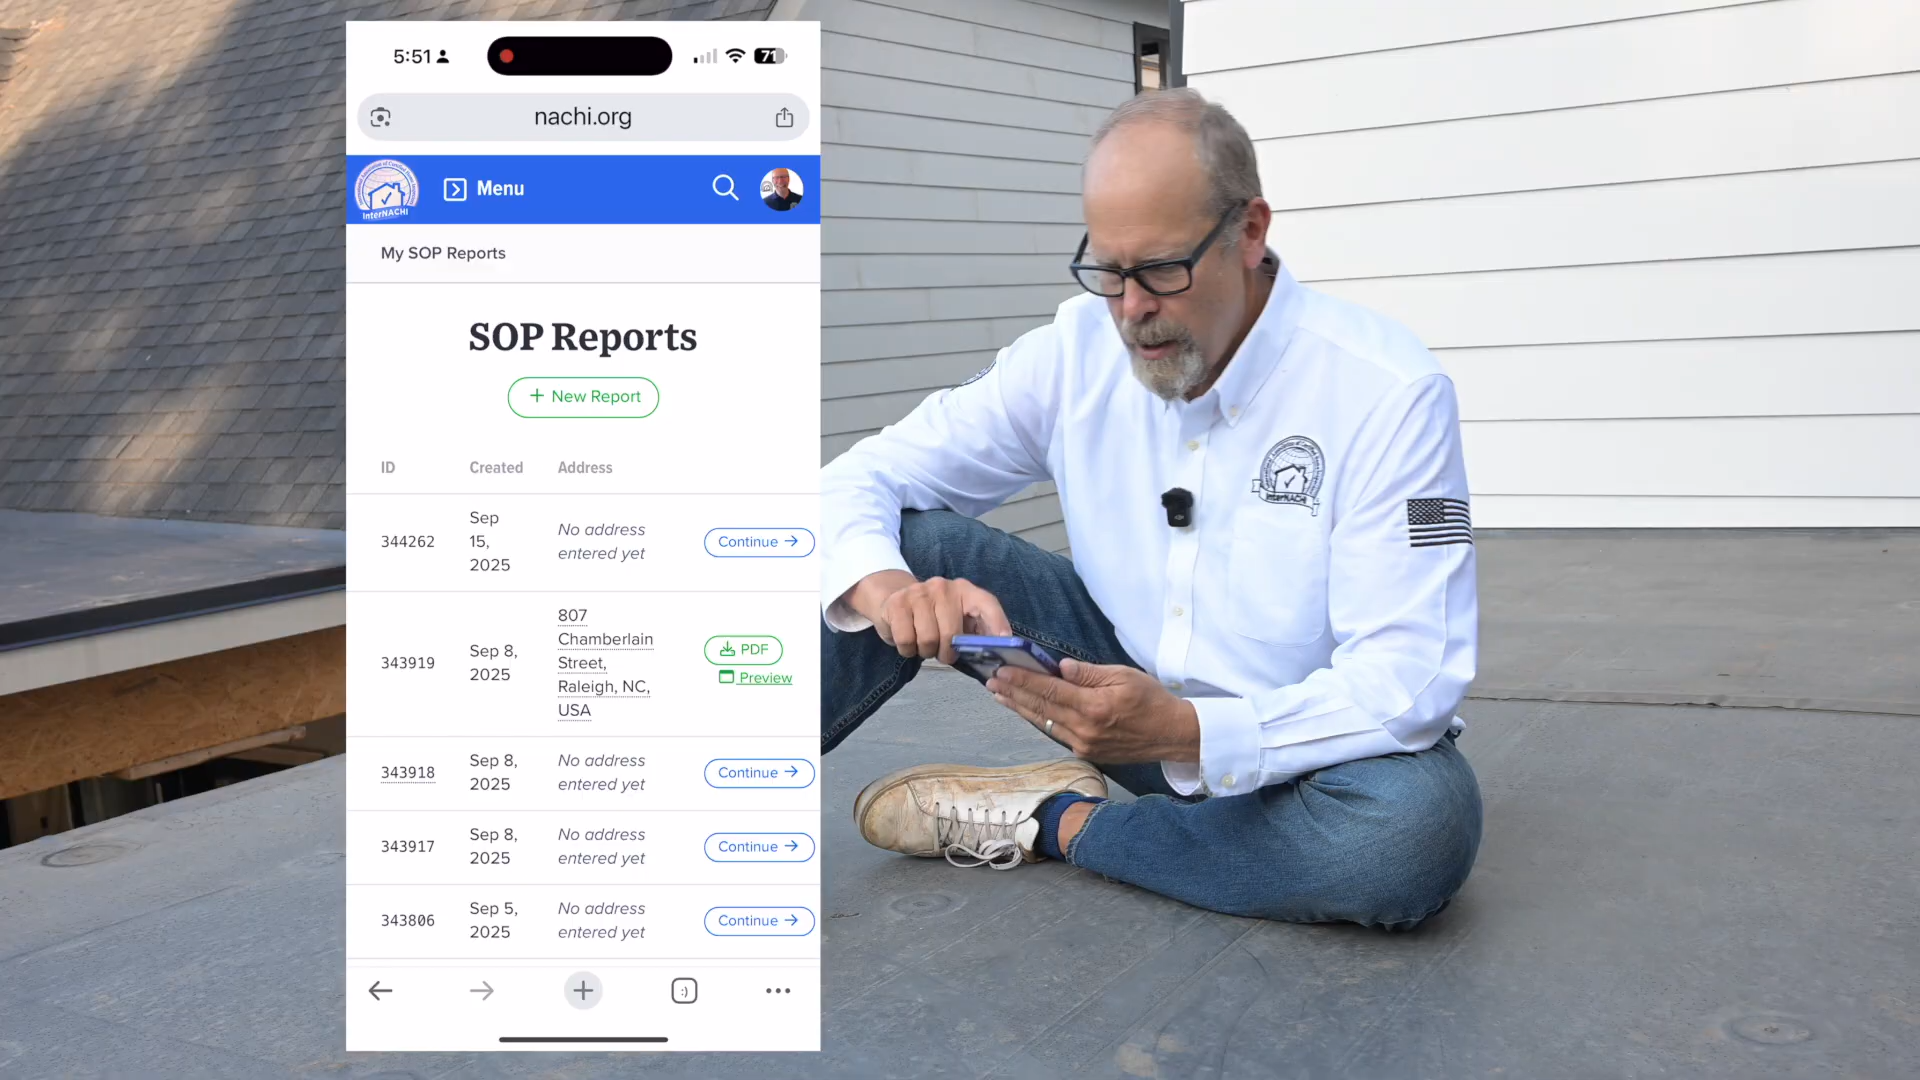 5:51
71
nachi.org
InterNACHI
Menu
My SOP Reports
SOP Reports
+ New Report
ID Created Address
344262 Sep 15, 2025 No address entered yet Continue →
343919 Sep 8, 2025 807 Chamberlain Street, Raleigh, NC, USA PDF Preview
343918 Sep 8, 2025 No address entered yet Continue →
343917 Sep 8, 2025 No address entered yet Continue →
343806 Sep 5, 2025 No address entered yet Continue →
:)
InterNACHI